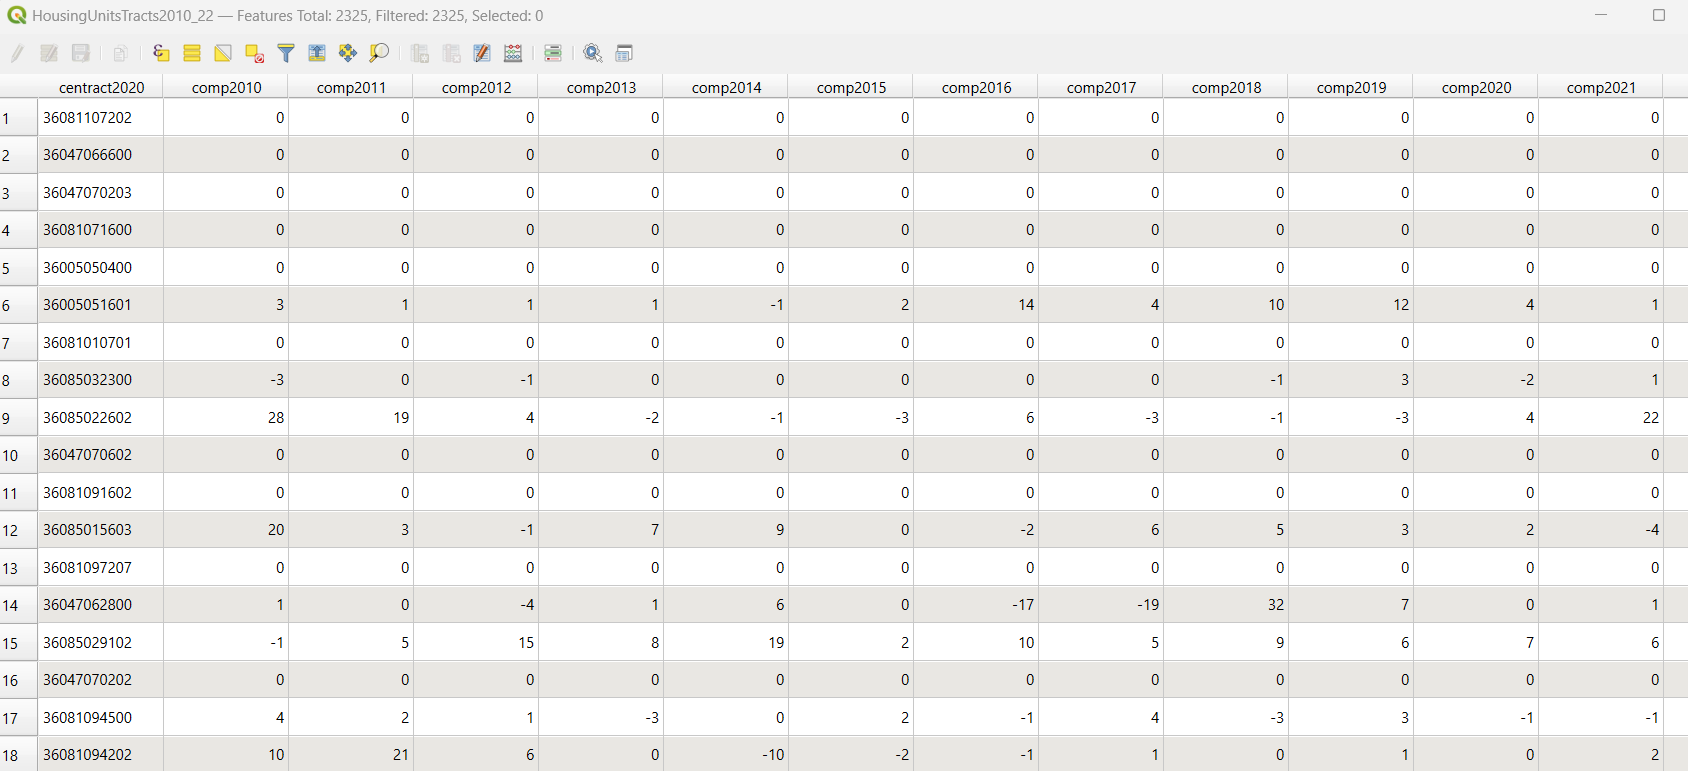 HousingUnitsTracts2010_22 — Features Total: 2325, Filtered: 2325, Selected: 0
centract2020 comp2010 comp2011 comp2012 comp2013 comp2014 comp2015 comp2016 comp2017 comp2018 comp2019 comp2020 comp2021
1 36081107202 0 0 0 0 0 0 0 0 0 0 0 0
2 36047066600 0 0 0 0 0 0 0 0 0 0 0 0
3 36047070203 0 0 0 0 0 0 0 0 0 0 0 0
4 36081071600 0 0 0 0 0 0 0 0 0 0 0 0
5 36005050400 0 0 0 0 0 0 0 0 0 0 0 0
6 36005051601 3 1 1 1 -1 2 14 4 10 12 4 1
7 36081010701 0 0 0 0 0 0 0 0 0 0 0 0
8 36085032300 -3 0 -1 0 0 0 0 0 -1 3 -2 1
9 36085022602 28 19 4 -2 -1 -3 6 -3 -1 -3 4 22
10 36047070602 0 0 0 0 0 0 0 0 0 0 0 0
11 36081091602 0 0 0 0 0 0 0 0 0 0 0 0
12 36085015603 20 3 -1 7 9 0 -2 6 5 3 2 -4
13 36081097207 0 0 0 0 0 0 0 0 0 0 0 0
14 36047062800 1 0 -4 1 6 0 -17 -19 32 7 0 1
15 36085029102 -1 5 15 8 19 2 10 5 9 6 7 6
16 36047070202 0 0 0 0 0 0 0 0 0 0 0 0
17 36081094500 4 2 1 -3 0 2 -1 4 -3 3 -1 -1
18 36081094202 10 21 6 0 -10 -2 -1 1 0 1 0 2